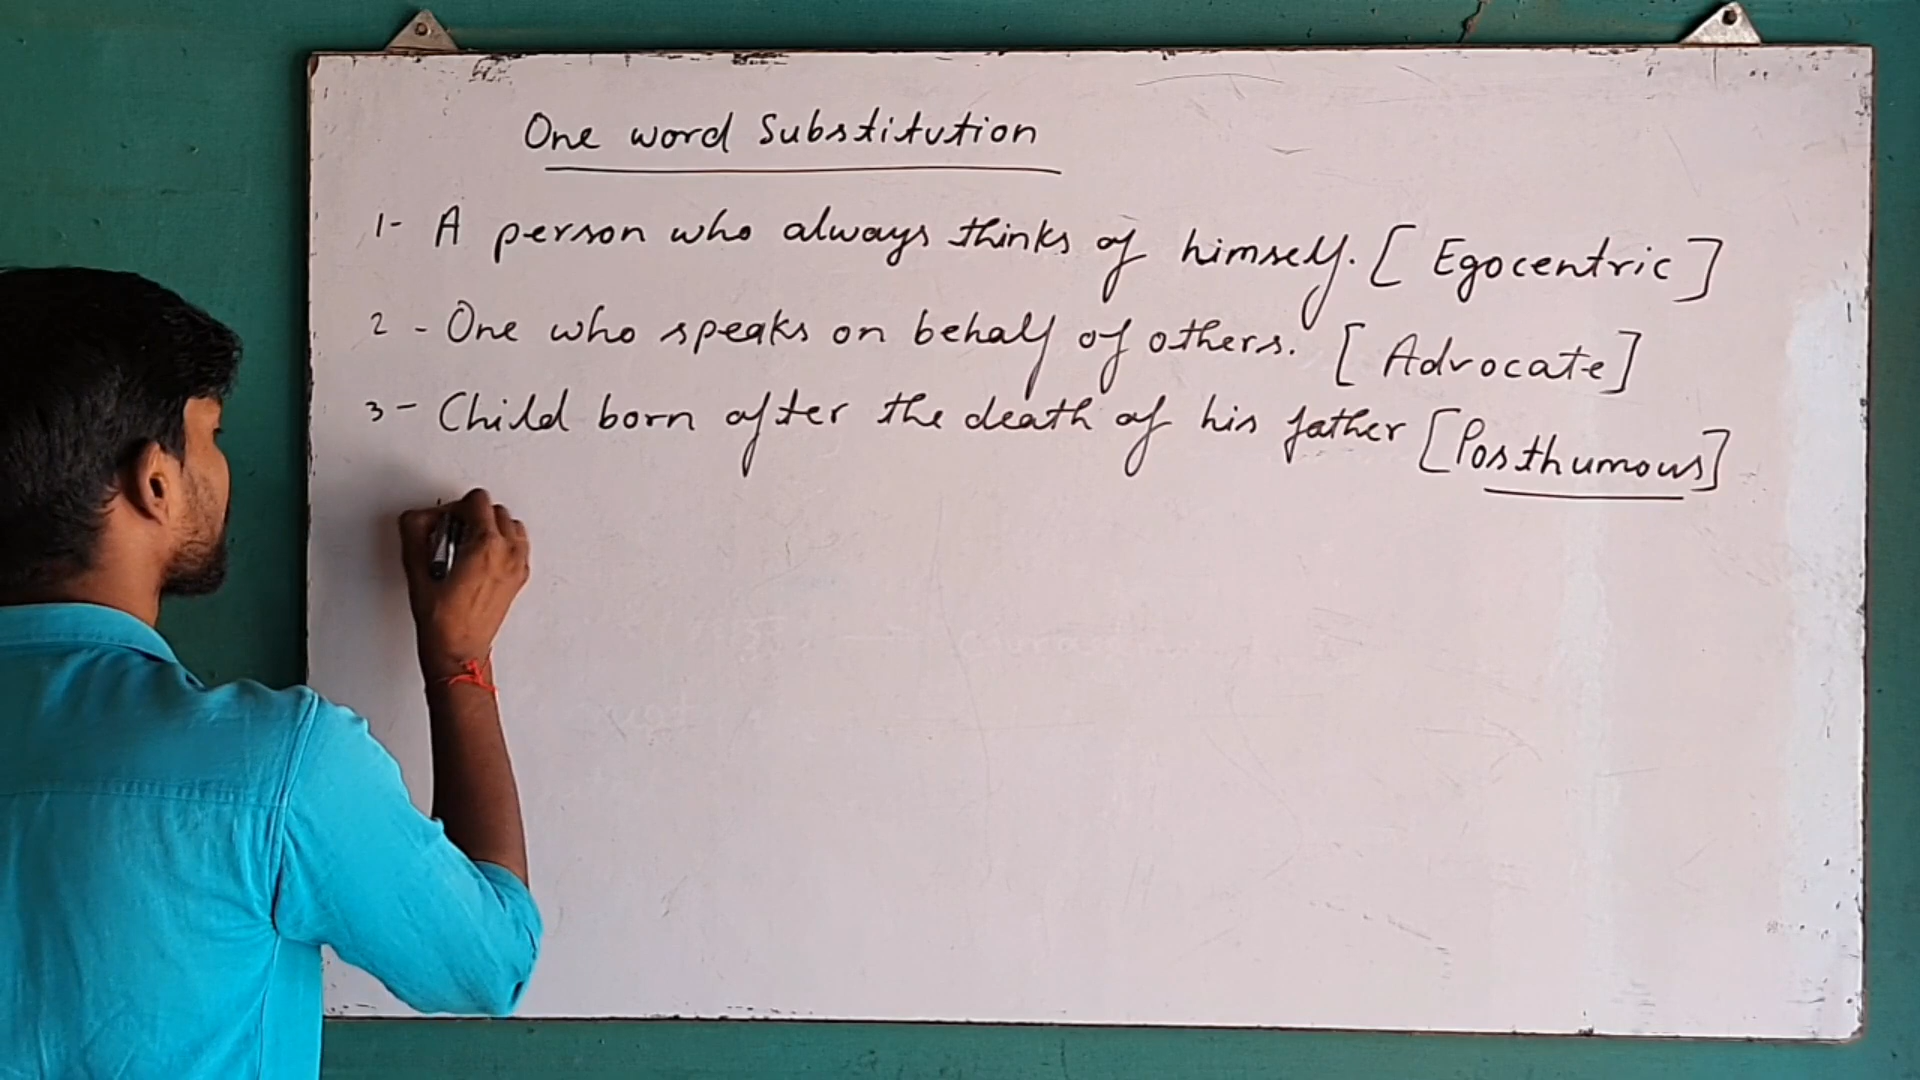 One word Substitution
1- A person who always thinks of himself. [Egocentric]
2 - One who speaks on behalf of others. [Advocate]
3- Child born after the death of his father [Posthumous]